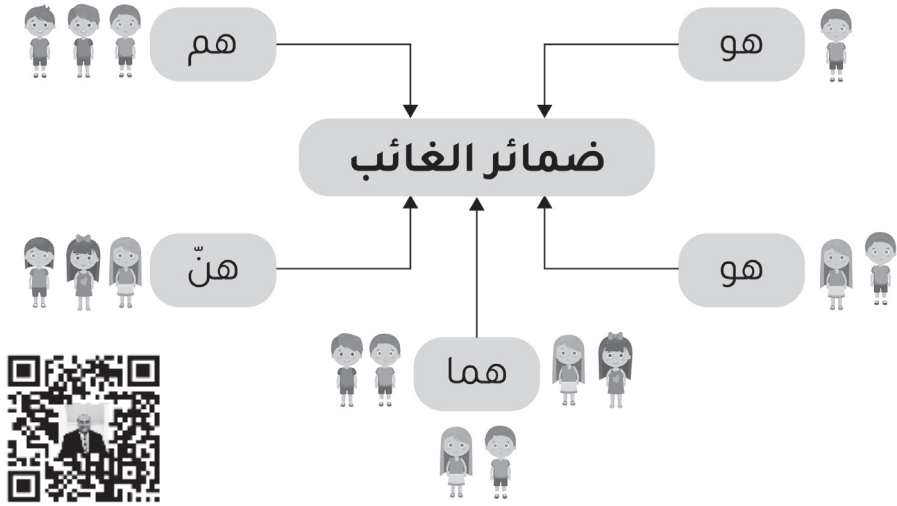 هو
هم
ضمائر الغائب
هو
هنّ
هما